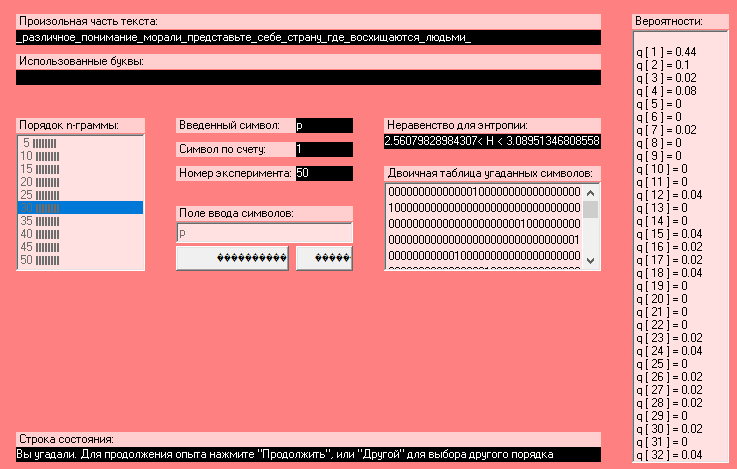 Произольная часть текста:
_различное_понимание_морали_представьте_себе_страну_где_восхищаются_людьми_
Использованные буквы:
Порядок n-граммы:
5
10
15
20
25
35
40
45
50
Введенный символ: р
Символ по счету: 1
Номер эксперимента: 50
Поле ввода символов:
р
Неравенство для энтропии:
2.56079828984307< H < 3.08951346808558
Двоичная таблица угаданных символов:
00000000000001000000000000000000
10000000000000000000000000000000
00000000000000000000001000000000
00000000000000000000000000000001
00000000000100000000000000000000
Строка состояния:
Вы угадали. Для продолжения опыта нажмите "Продолжить", или "Другой" для выбора другого порядка
Вероятности:
q [ 1 ] = 0.44
q [ 2 ] = 0.1
q [ 3 ] = 0.02
q [ 4 ] = 0.08
q [ 5 ] = 0
q [ 6 ] = 0
q [ 7 ] = 0.02
q [ 8 ] = 0
q [ 9 ] = 0
q [ 10 ] = 0
q [ 11 ] = 0
q [ 12 ] = 0.04
q [ 13 ] = 0
q [ 14 ] = 0
q [ 15 ] = 0.04
q [ 16 ] = 0.02
q [ 17 ] = 0.02
q [ 18 ] = 0.04
q [ 19 ] = 0
q [ 20 ] = 0
q [ 21 ] = 0
q [ 22 ] = 0
q [ 23 ] = 0.02
q [ 24 ] = 0.04
q [ 25 ] = 0
q [ 26 ] = 0.02
q [ 27 ] = 0.02
q [ 28 ] = 0.02
q [ 29 ] = 0
q [ 30 ] = 0.02
q [ 31 ] = 0
q [ 32 ] = 0.04